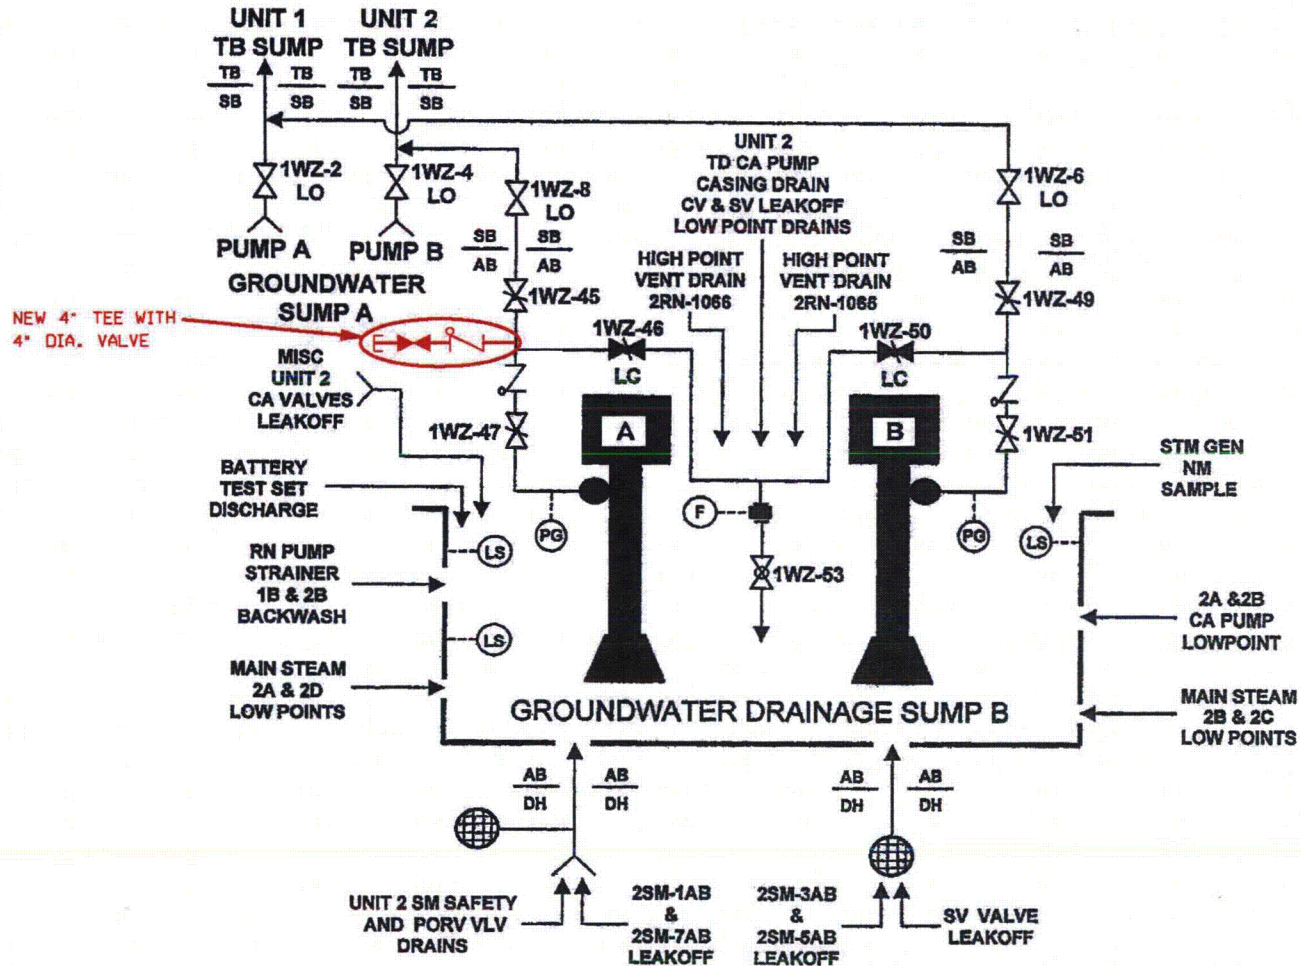 UNIT 1
TB SUMP
UNIT 2
TB SUMP
TB
SB
TB
SB
TB
SB
TB
SB
1WZ-2
LO
1WZ-4
LO
1WZ-8
LO
UNIT 2
TD CA PUMP
CASING DRAIN
CV & SV LEAKOFF
LOW POINT DRAINS
1WZ-6
LO
PUMP A
PUMP B
GROUNDWATER
SUMP A
SB
AB
SB
AB
HIGH POINT
VENT DRAIN
2RN-1066
HIGH POINT
VENT DRAIN
2RN-1065
SB
AB
SB
AB
1WZ-45
1WZ-49
NEW 4" TEE WITH
4" DIA. VALVE
1WZ-46
LC
1WZ-50
LC
MISC
UNIT 2
CA VALVES
LEAKOFF
1WZ-47
A
B
1WZ-51
STM GEN
NM
SAMPLE
BATTERY
TEST SET
DISCHARGE
LS
PG
F
PG
LS
RN PUMP
STRAINER
1B & 2B
BACKWASH
1WZ-53
LS
2A &2B
CA PUMP
LOWPOINT
MAIN STEAM
2A & 2D
LOW POINTS
GROUNDWATER DRAINAGE SUMP B
MAIN STEAM
2B & 2C
LOW POINTS
AB
DH
AB
DH
AB
DH
AB
DH
UNIT 2 SM SAFETY
AND PORV VLV
DRAINS
2SM-1AB
&
2SM-7AB
LEAKOFF
2SM-3AB
&
2SM-5AB
LEAKOFF
SV VALVE
LEAKOFF